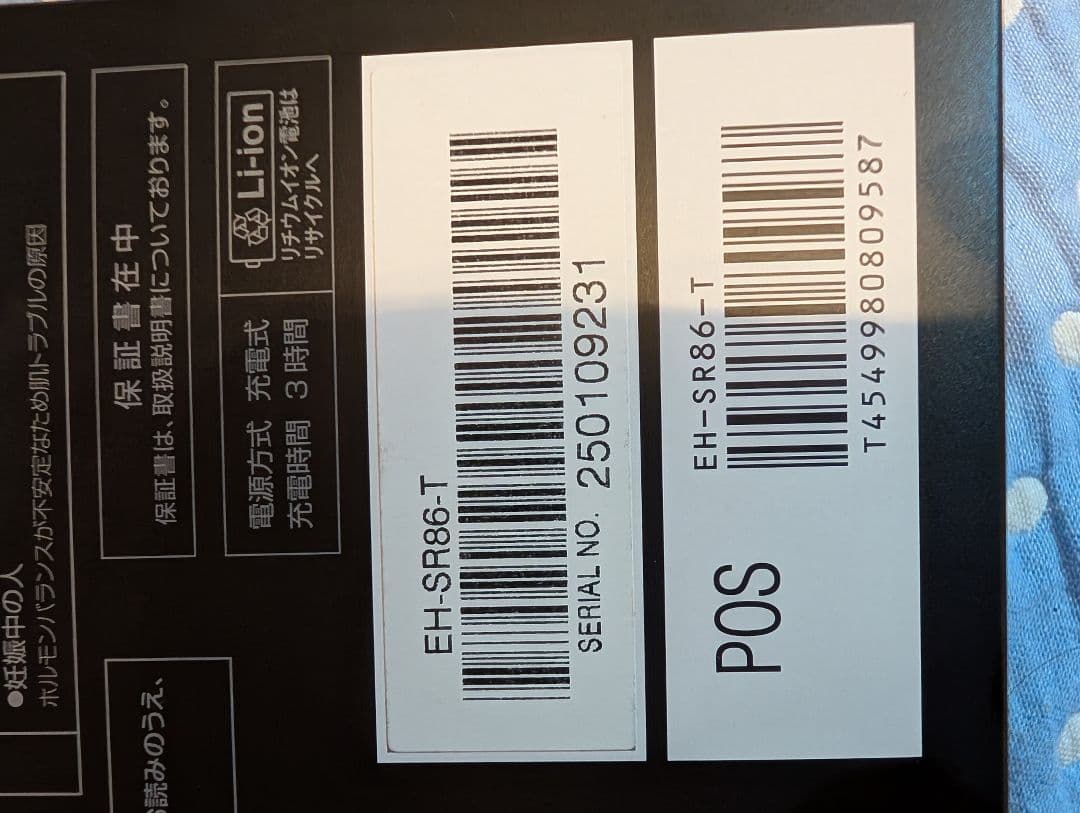 ●妊娠中の人
ホルモンバランスが不安定なため肌トラブルの原因
保証書在中
保証書は、取扱説明書についております。
電源方式 充電式
充電時間 3時間
Li-ion
リチウムイオン電池は
リサイクルへ
読みのうえ、
EH-SR86-T
SERIAL NO. 250109231
POS
EH-SR86-T
T4549980809587